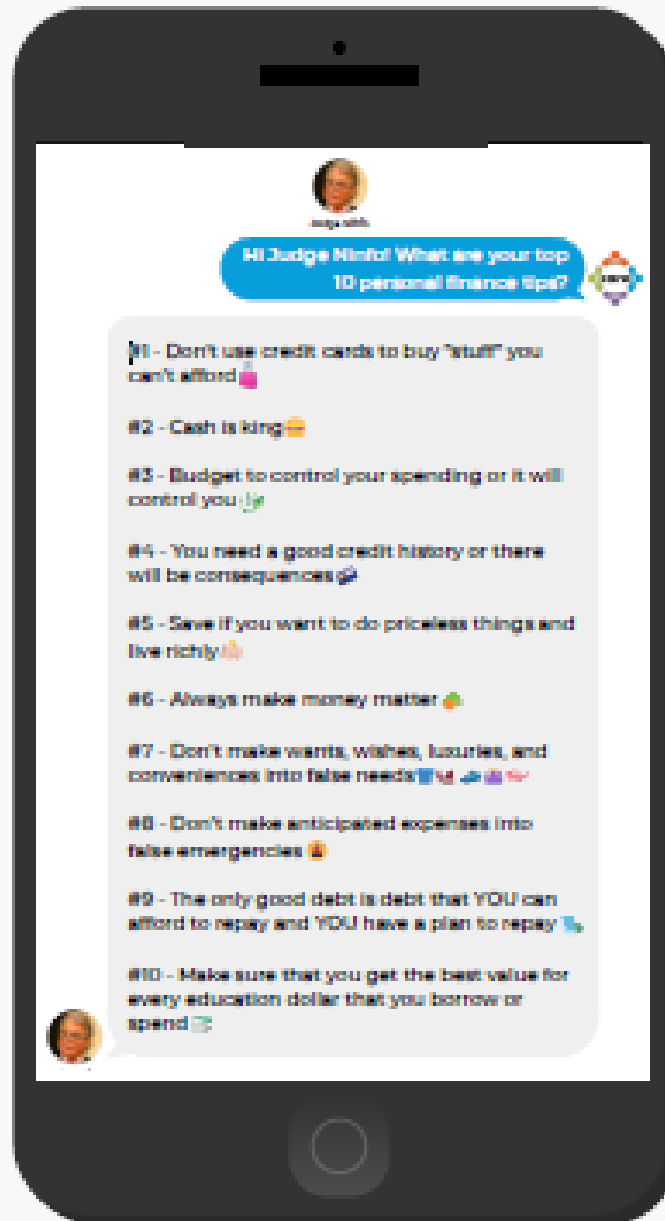 Hi Judge Ninfo! What are your top
10 personal finance tips?
#1 - Don't use credit cards to buy "stuff" you
can't afford
#2 - Cash is king
#3 - Budget to control your spending or it will
control you
#4 - You need a good credit history or there
will be consequences
#5 - Save if you want to do priceless things and
live richly
#6 - Always make money matter
#7 - Don't make wants, wishes, luxuries, and
conveniences into false needs
#8 - Don't make anticipated expenses into
false emergencies
#9 - The only good debt is debt that YOU can
afford to repay and YOU have a plan to repay
#10 - Make sure that you get the best value for
every education dollar that you borrow or
spend